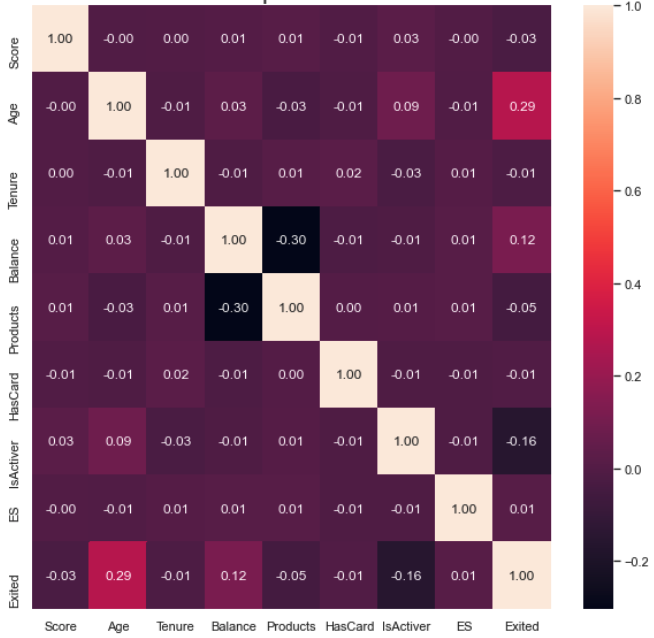 Score 1.00 -0.00 0.00 0.01 0.01 -0.01 0.03 -0.00 -0.03
Age -0.00 1.00 -0.01 0.03 -0.03 -0.01 0.09 -0.01 0.29
Tenure 0.00 -0.01 1.00 -0.01 0.01 0.02 -0.03 0.01 -0.01
Balance 0.01 0.03 -0.01 1.00 -0.30 -0.01 -0.01 0.01 0.12
Products 0.01 -0.03 0.01 -0.30 1.00 0.00 0.01 0.01 -0.05
HasCard -0.01 -0.01 0.02 -0.01 0.00 1.00 -0.01 -0.01 -0.01
IsActiver 0.03 0.09 -0.03 -0.01 0.01 -0.01 1.00 -0.01 -0.16
ES -0.00 -0.01 0.01 0.01 0.01 -0.01 -0.01 1.00 0.01
Exited -0.03 0.29 -0.01 0.12 -0.05 -0.01 -0.16 0.01 1.00
Score Age Tenure Balance Products HasCard IsActiver ES Exited
1.0
0.8
0.6
0.4
0.2
0.0
−0.2